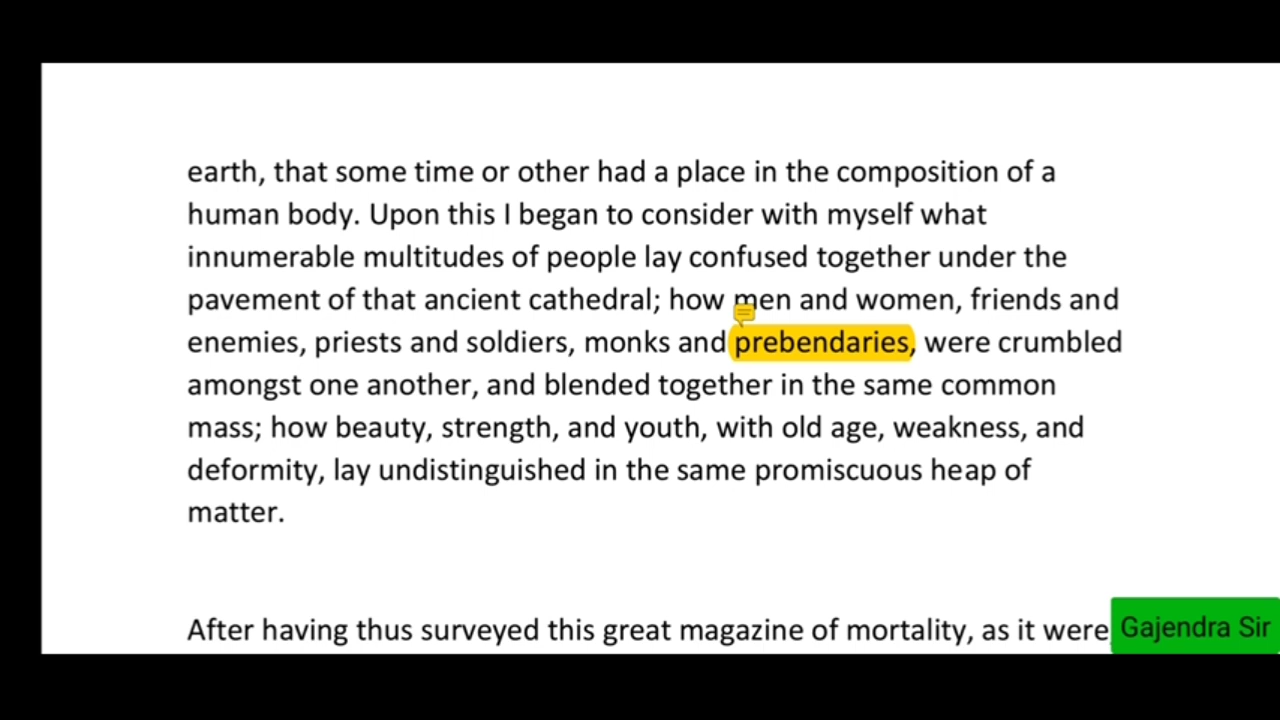 earth, that some time or other had a place in the composition of a
human body. Upon this I began to consider with myself what
innumerable multitudes of people lay confused together under the
pavement of that ancient cathedral; how men and women, friends and
enemies, priests and soldiers, monks and prebendaries, were crumbled
amongst one another, and blended together in the same common
mass; how beauty, strength, and youth, with old age, weakness, and
deformity, lay undistinguished in the same promiscuous heap of
matter.
After having thus surveyed this great magazine of mortality, as it were
Gajendra Sir